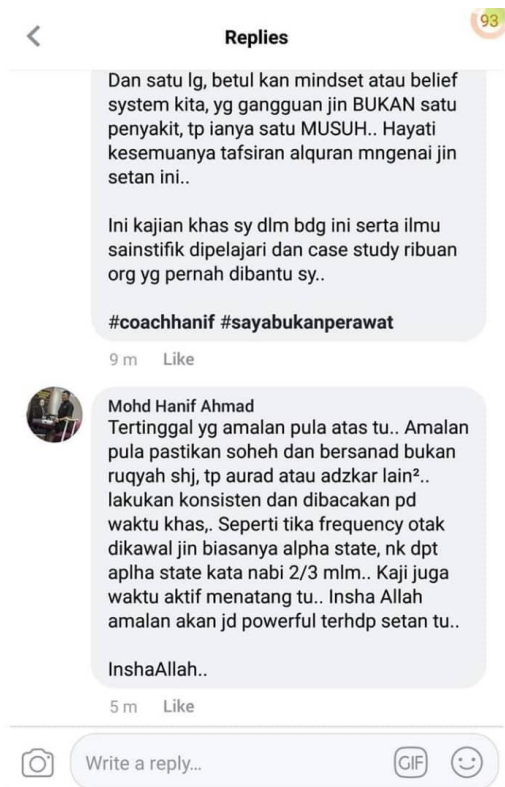 93
Replies
Dan satu lg, betul kan mindset atau belief
system kita, yg gangguan jin BUKAN satu
penyakit, tp ianya satu MUSUH.. Hayati
kesemuanya tafsiran alquran mngenai jin
setan ini..
Ini kajian khas sy dlm bdg ini serta ilmu
sainstifik dipelajari dan case study ribuan
org yg pernah dibantu sy..
#coachhanif #sayabukanperawat
9 m Like
Mohd Hanif Ahmad
Tertinggal yg amalan pula atas tu.. Amalan
pula pastikan soheh dan bersanad bukan
ruqyah shj, tp aurad atau adzkar lain²..
lakukan konsisten dan dibacakan pd
waktu khas,. Seperti tika frequency otak
dikawal jin biasanya alpha state, nk dpt
aplha state kata nabi 2/3 mlm.. Kaji juga
waktu aktif menatang tu.. Insha Allah
amalan akan jd powerful terhdp setan tu..
InshaAllah..
5 m Like
Write a reply...
GIF